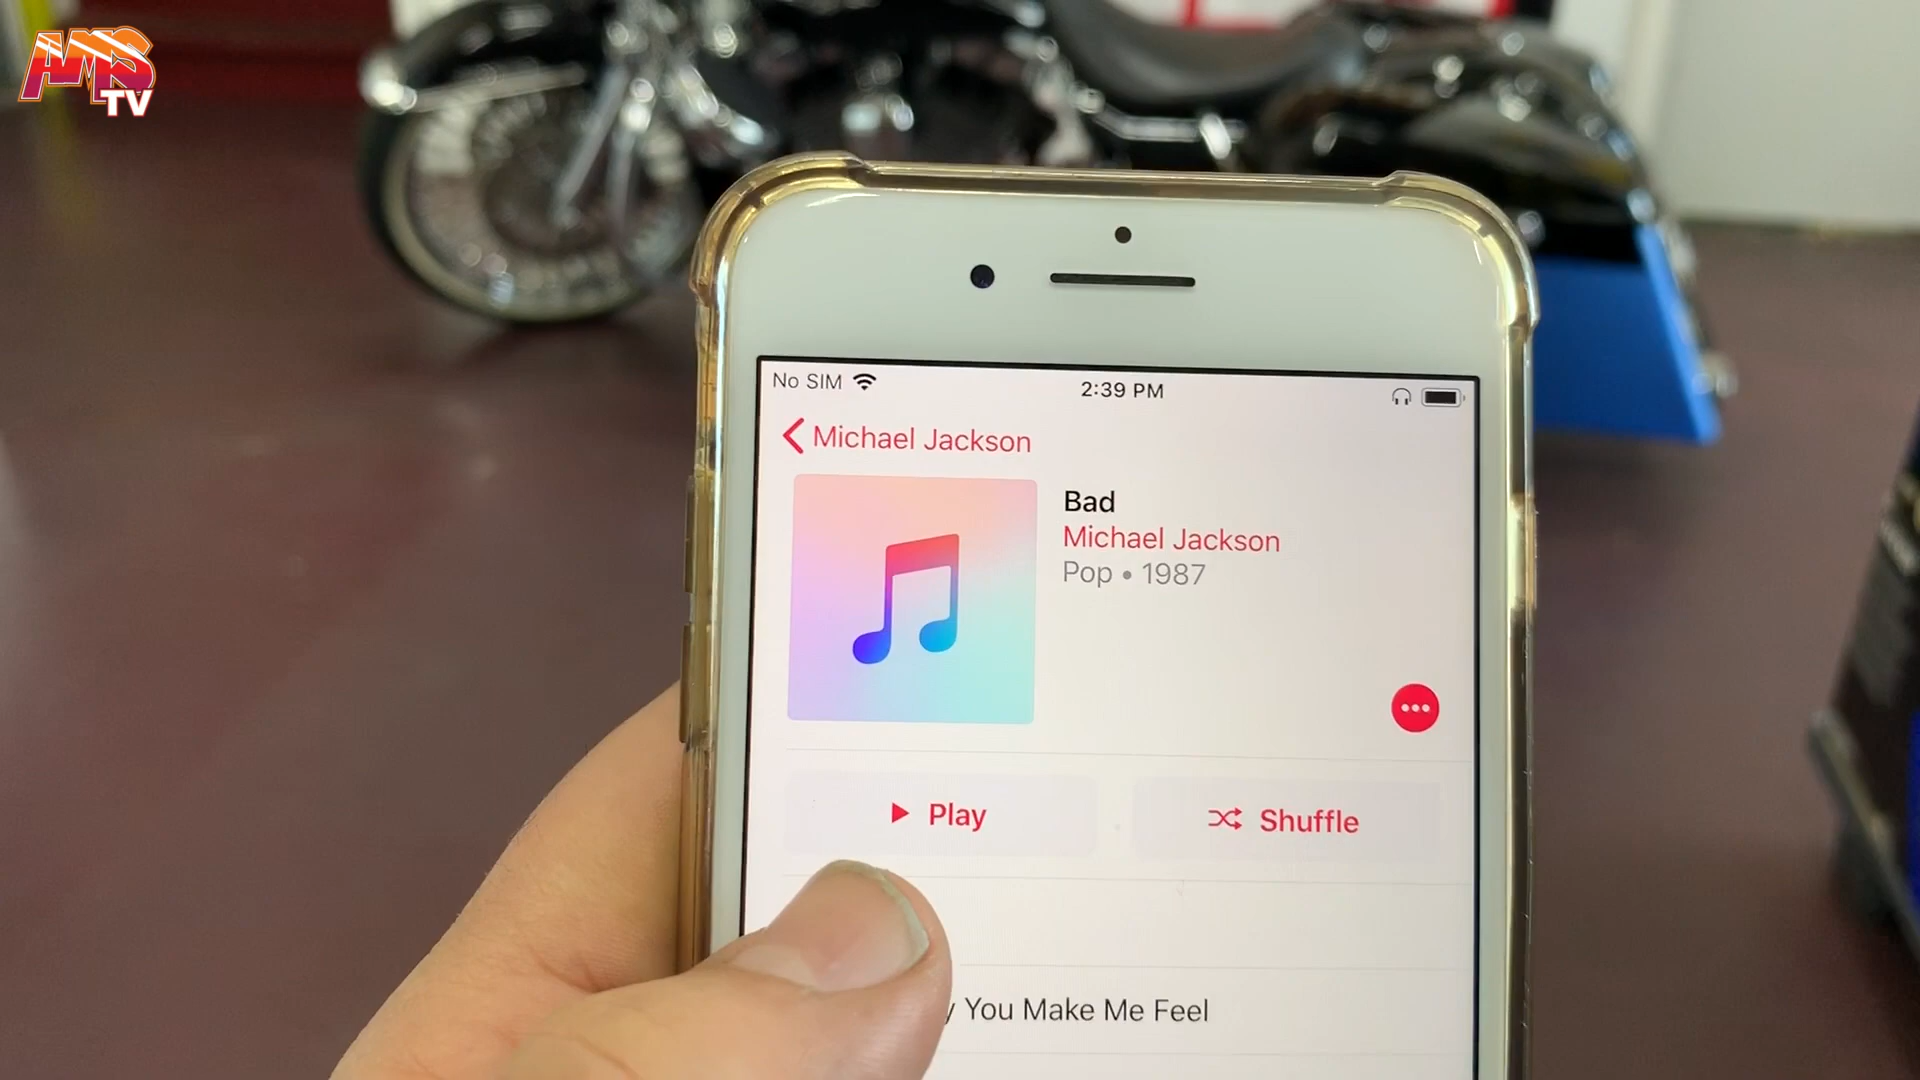 AMS
TV
No SIM
2:39 PM
Michael Jackson
Bad
Michael Jackson
Pop • 1987
Play
Shuffle
You Make Me Feel